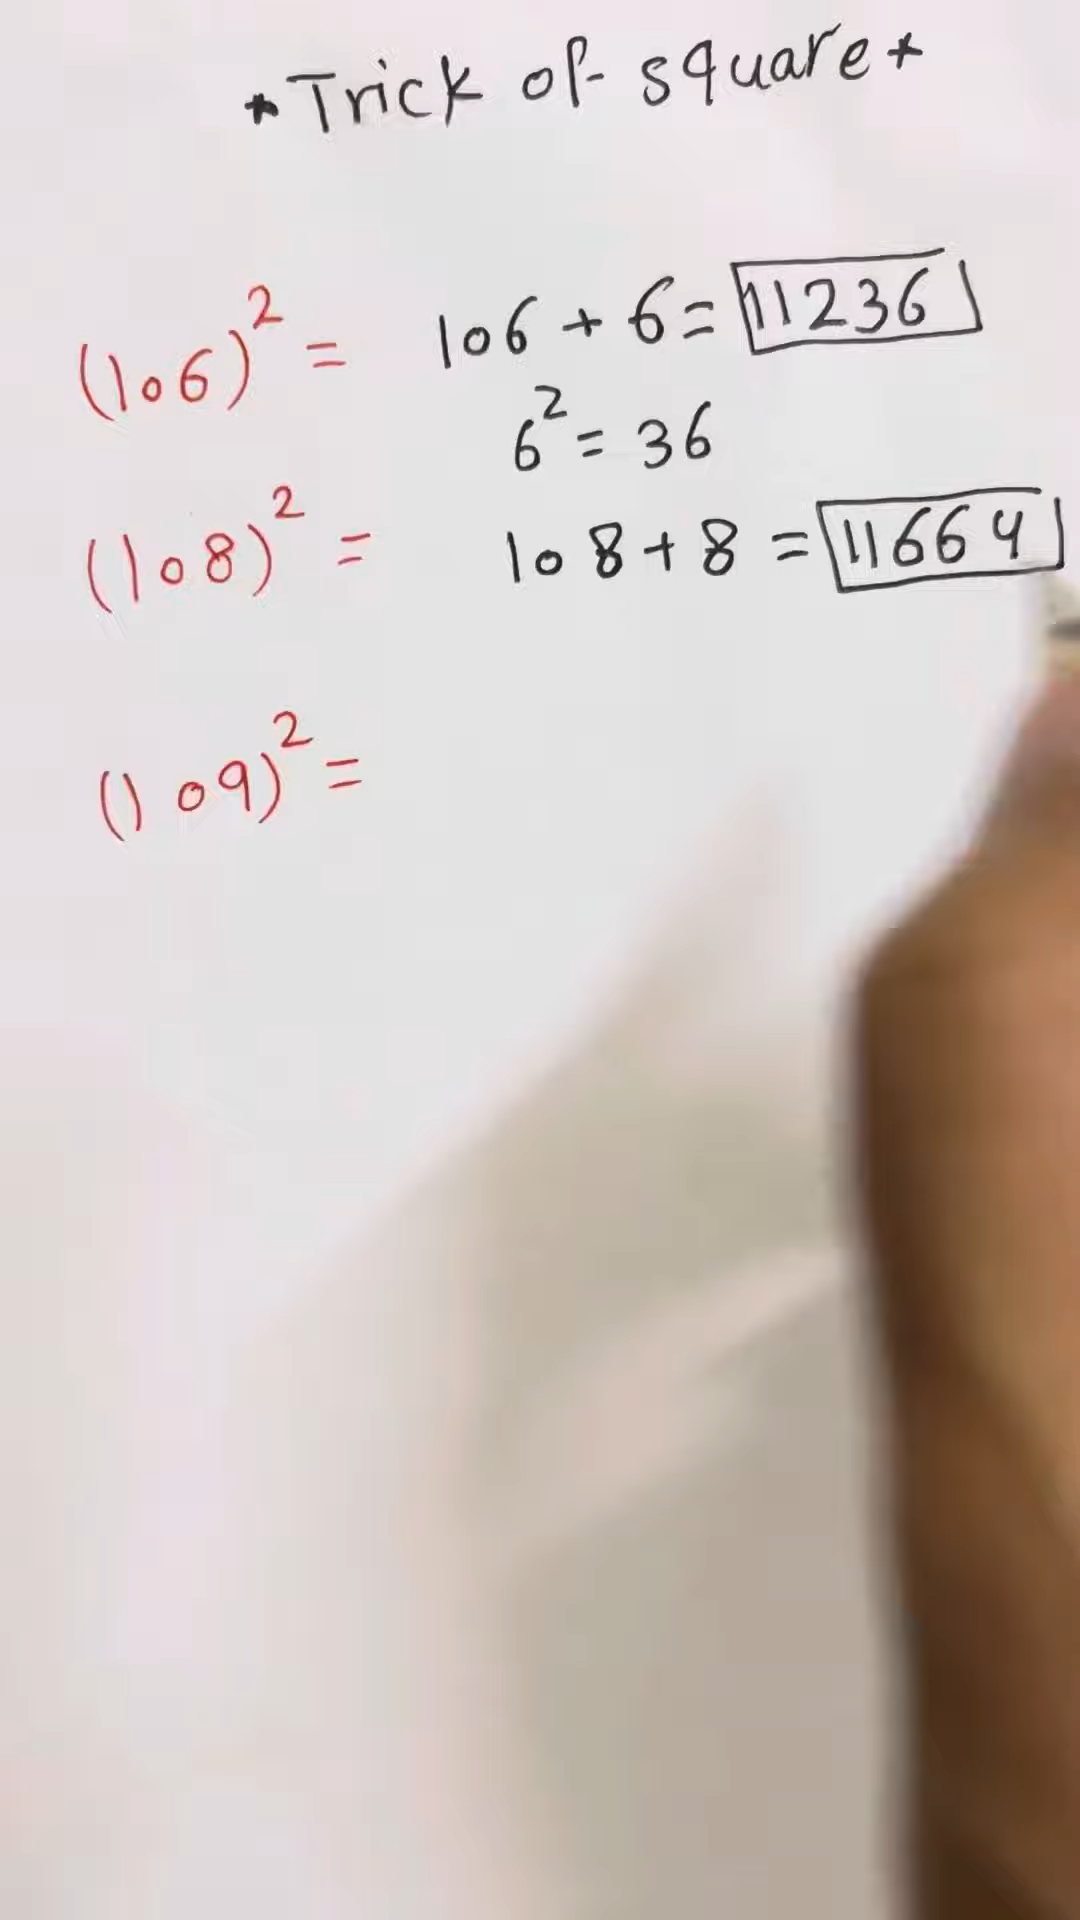 *Trick of square*
(106)² = 106 + 6 = 11236
6² = 36
(108)² = 108 + 8 = 11664
(109)² =